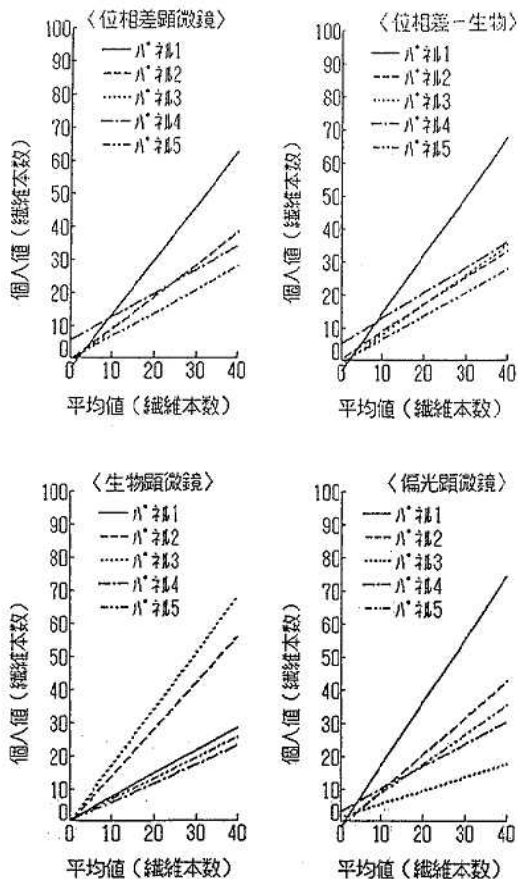 〈位相差顕微鏡〉
100
90
80
70
60
50
40
30
20
10
0
個人値(繊維本数)
パネル1
パネル2
パネル3
パネル4
パネル5
0 10 20 30 40
平均値(繊維本数)
〈位相差－生物〉
100
90
80
70
60
50
40
30
20
10
0
個人値(繊維本数)
パネル1
パネル2
パネル3
パネル4
パネル5
0 10 20 30 40
平均値(繊維本数)
〈生物顕微鏡〉
100
90
80
70
60
50
40
30
20
10
0
個人値(繊維本数)
パネル1
パネル2
パネル3
パネル4
パネル5
0 10 20 30 40
平均値(繊維本数)
〈偏光顕微鏡〉
100
90
80
70
60
50
40
30
20
10
0
個人値(繊維本数)
パネル1
パネル2
パネル3
パネル4
パネル5
0 10 20 30 40
平均値(繊維本数)